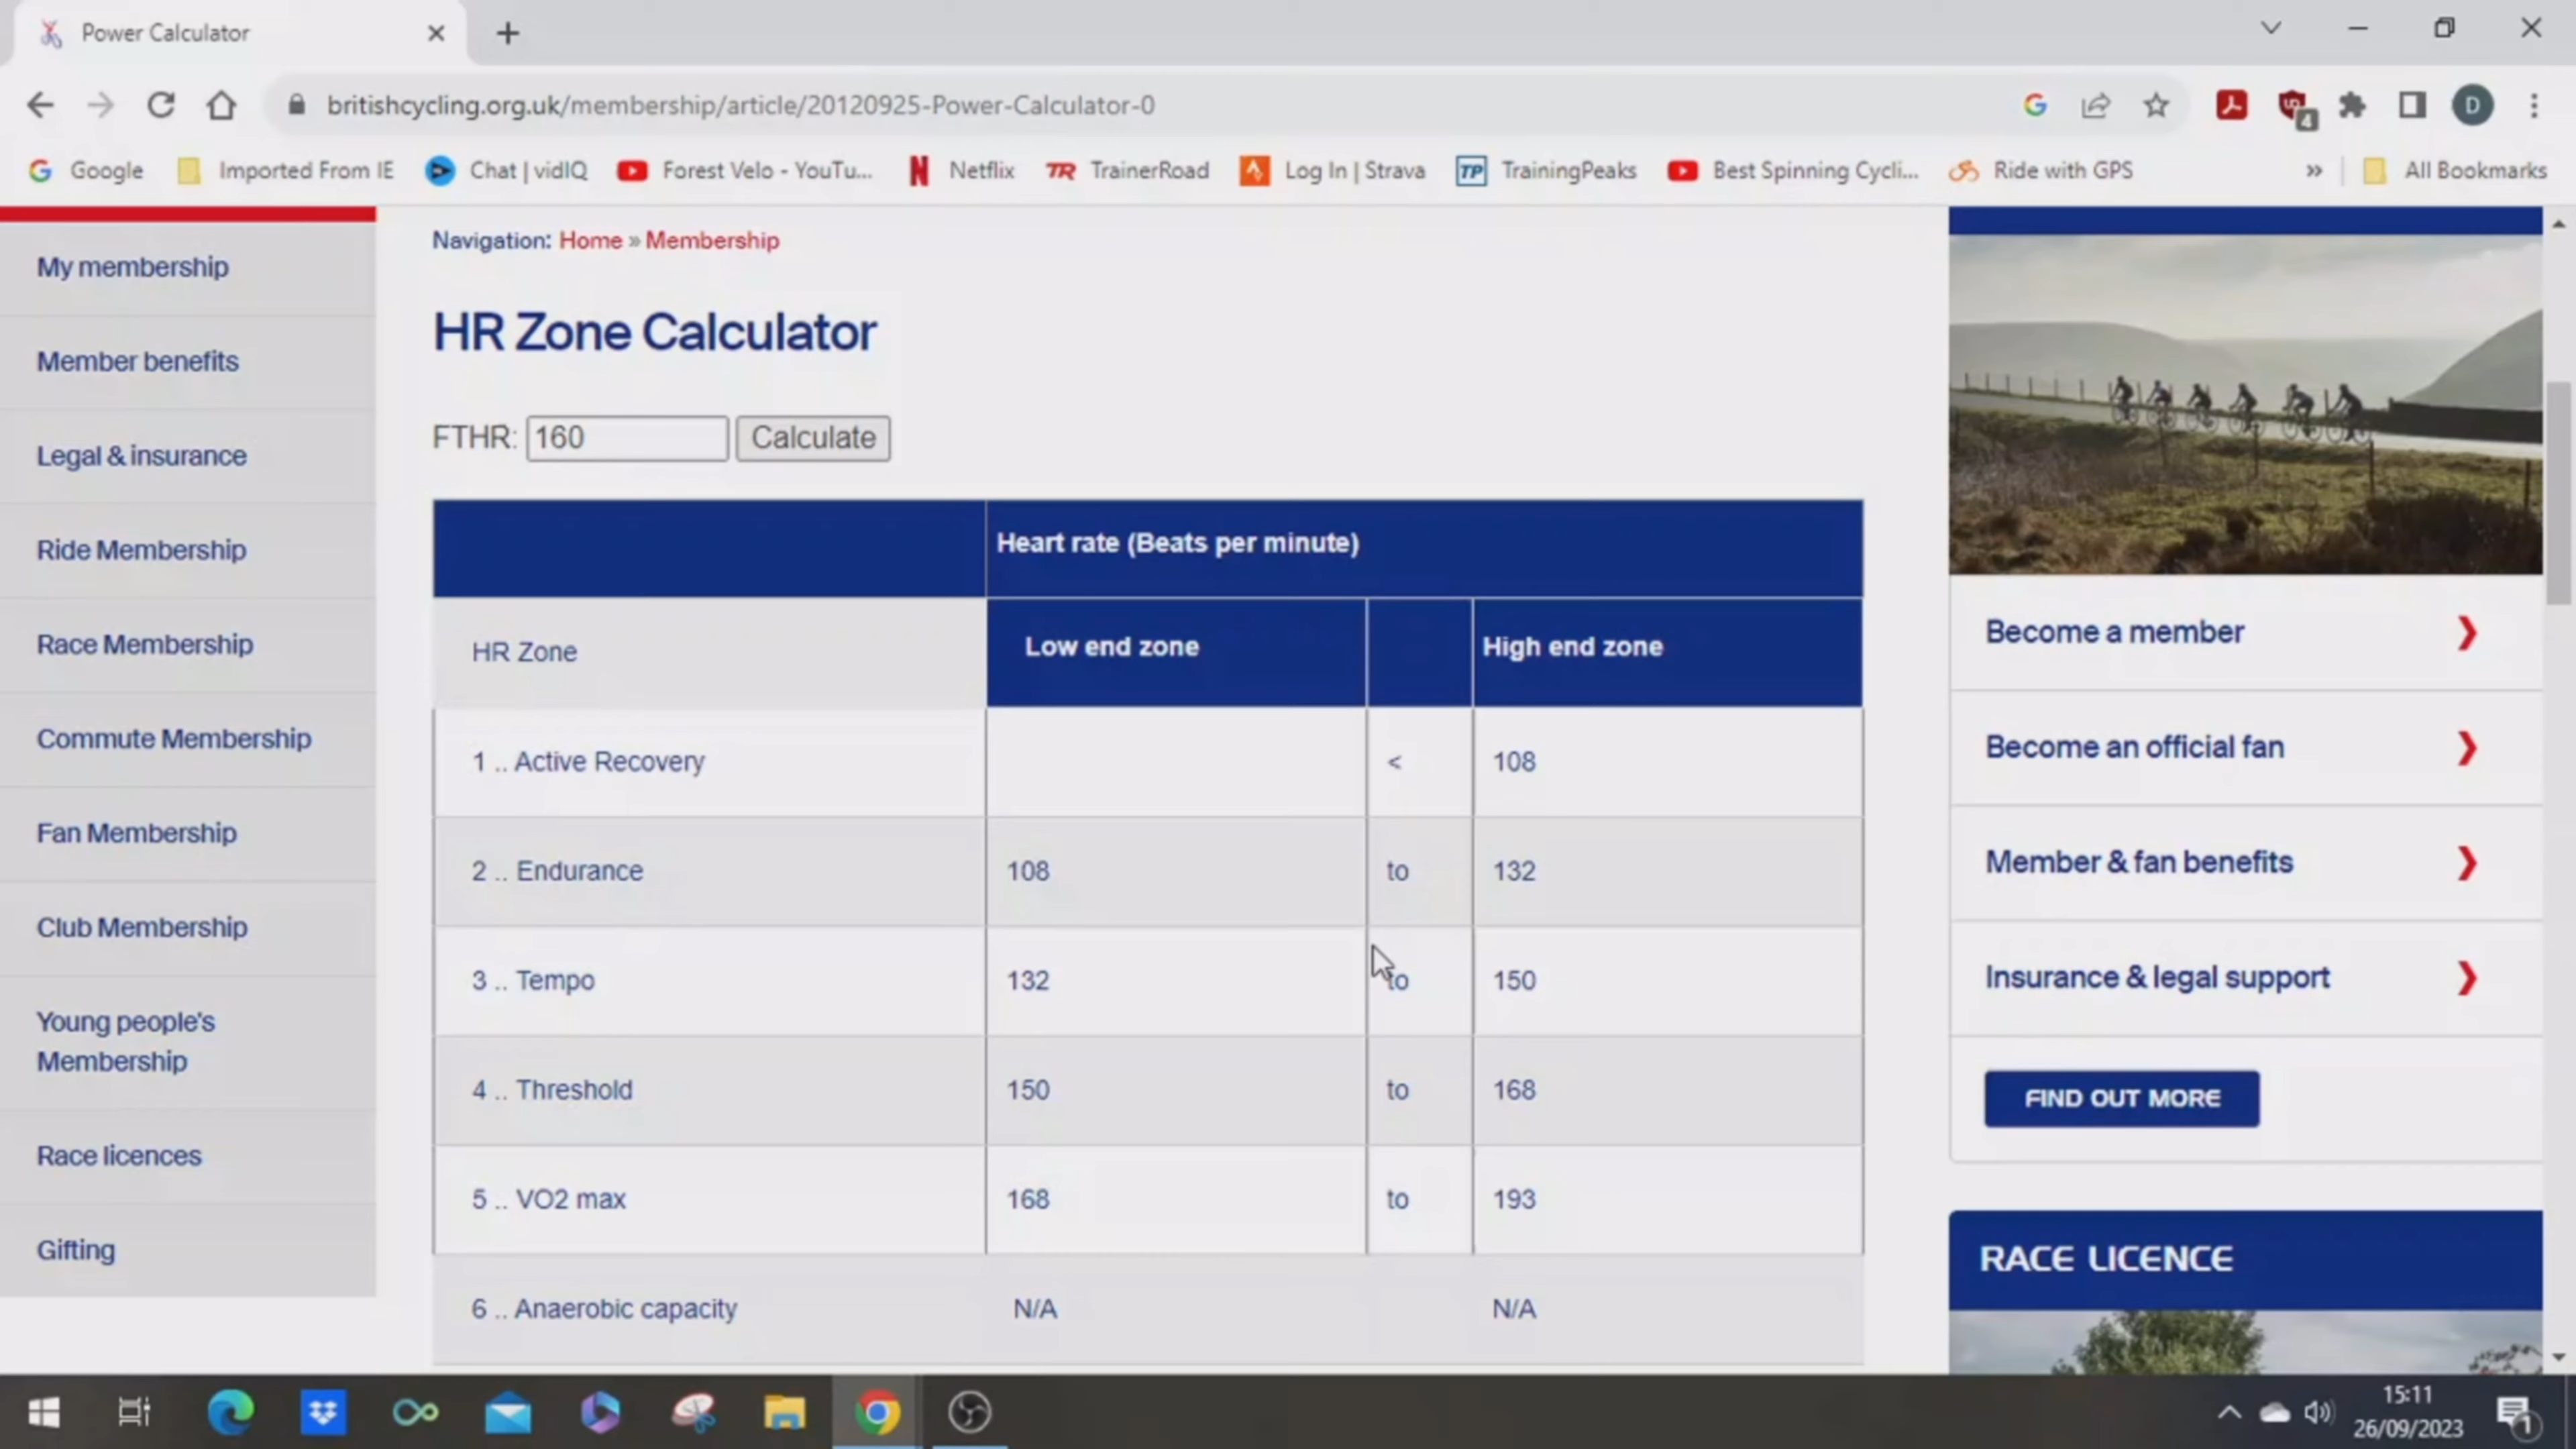 Power Calculator
britishcycling.org.uk/membership/article/20120925-Power-Calculator-0
4
D
Google
Imported From IE
Chat | vidIQ
Forest Velo - YouTu...
Netflix
TR TrainerRoad
Log In | Strava
TP TrainingPeaks
Best Spinning Cycli...
Ride with GPS
»
All Bookmarks
My membership
Member benefits
Legal & insurance
Ride Membership
Race Membership
Commute Membership
Fan Membership
Club Membership
Young people's
Membership
Race licences
Gifting
Navigation: Home » Membership
HR Zone Calculator
FTHR: 160 Calculate
Heart rate (Beats per minute)
HR Zone Low end zone High end zone
1 .. Active Recovery < 108
2 .. Endurance 108 to 132
3 .. Tempo 132 to 150
4 .. Threshold 150 to 168
5 .. VO2 max 168 to 193
6 .. Anaerobic capacity N/A N/A
Become a member
Become an official fan
Member & fan benefits
Insurance & legal support
FIND OUT MORE
RACE LICENCE
15:11
26/09/2023
1